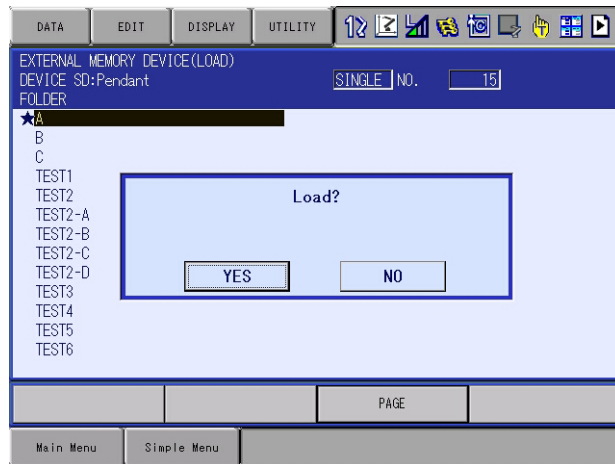 DATA EDIT DISPLAY UTILITY
EXTERNAL MEMORY DEVICE(LOAD)
DEVICE SD:Pendant SINGLE NO. 15
FOLDER
★A
B
C
TEST1
TEST2
TEST2-A
TEST2-B
TEST2-C
TEST2-D
TEST3
TEST4
TEST5
TEST6
Load?
YES NO
PAGE
Main Menu Simple Menu